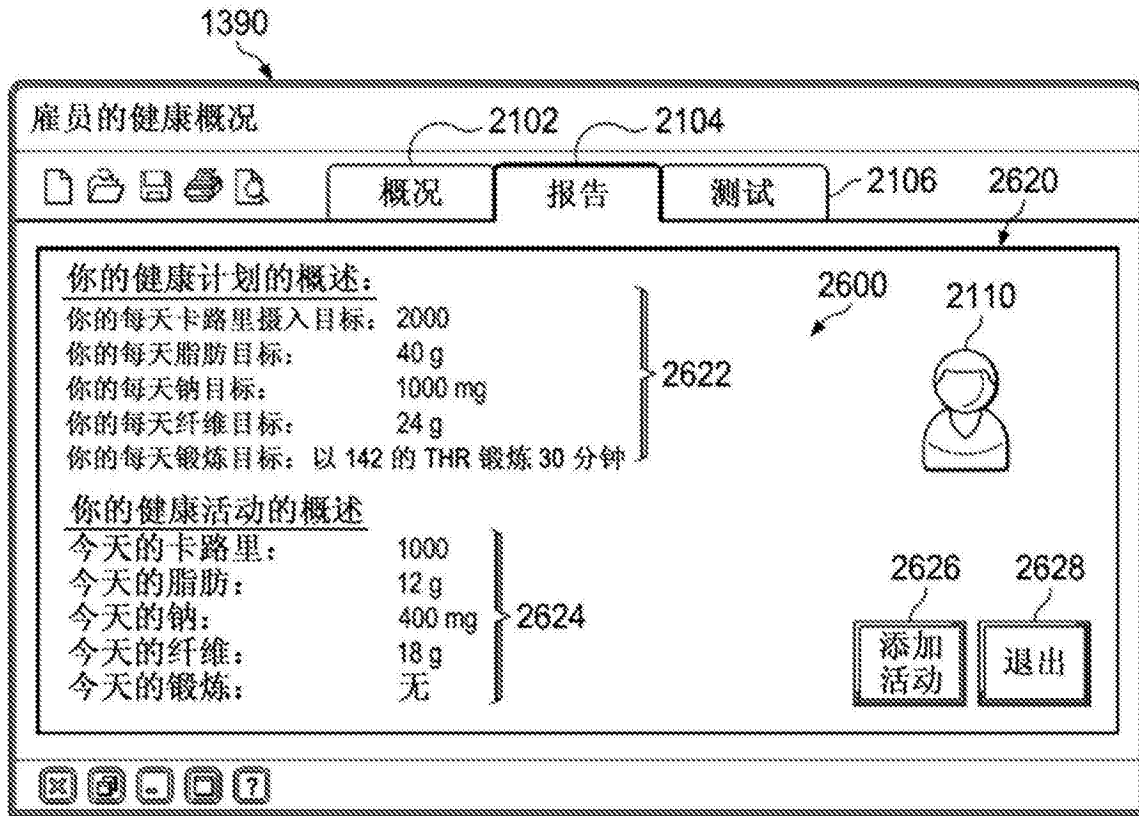 1390
雇员的健康概况
2102
2104
概况
报告
测试
2106
2620
你的健康计划的概述：
你的每天卡路里摄入目标： 2000
你的每天脂肪目标： 40 g
你的每天钠目标： 1000 mg
你的每天纤维目标： 24 g
你的每天锻炼目标：以 142 的 THR 锻炼 30 分钟
2622
2600
2110
你的健康活动的概述
今天的卡路里： 1000
今天的脂肪： 12 g
今天的钠： 400 mg
今天的纤维： 18 g
今天的锻炼： 无
2624
2626
2628
添加
活动
退出
?